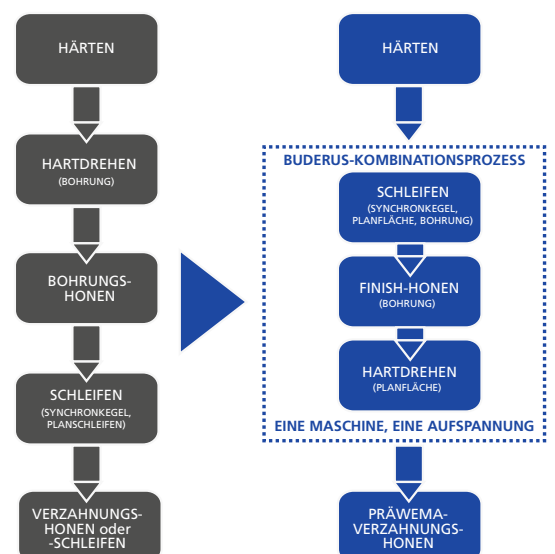 HÄRTEN
HARTDREHEN
(BOHRUNG)
BOHRUNGS-
HONEN
SCHLEIFEN
(SYNCHRONKEGEL,
PLANSCHLEIFEN)
VERZAHNUNGS-
HONEN oder
-SCHLEIFEN
HÄRTEN
BUDERUS-KOMBINATIONSPROZESS
SCHLEIFEN
(SYNCHRONKEGEL,
PLANFLÄCHE, BOHRUNG)
FINISH-HONEN
(BOHRUNG)
HARTDREHEN
(PLANFLÄCHE)
EINE MASCHINE, EINE AUFSPANNUNG
PRÄWEMA-
VERZAHNUNGS-
HONEN